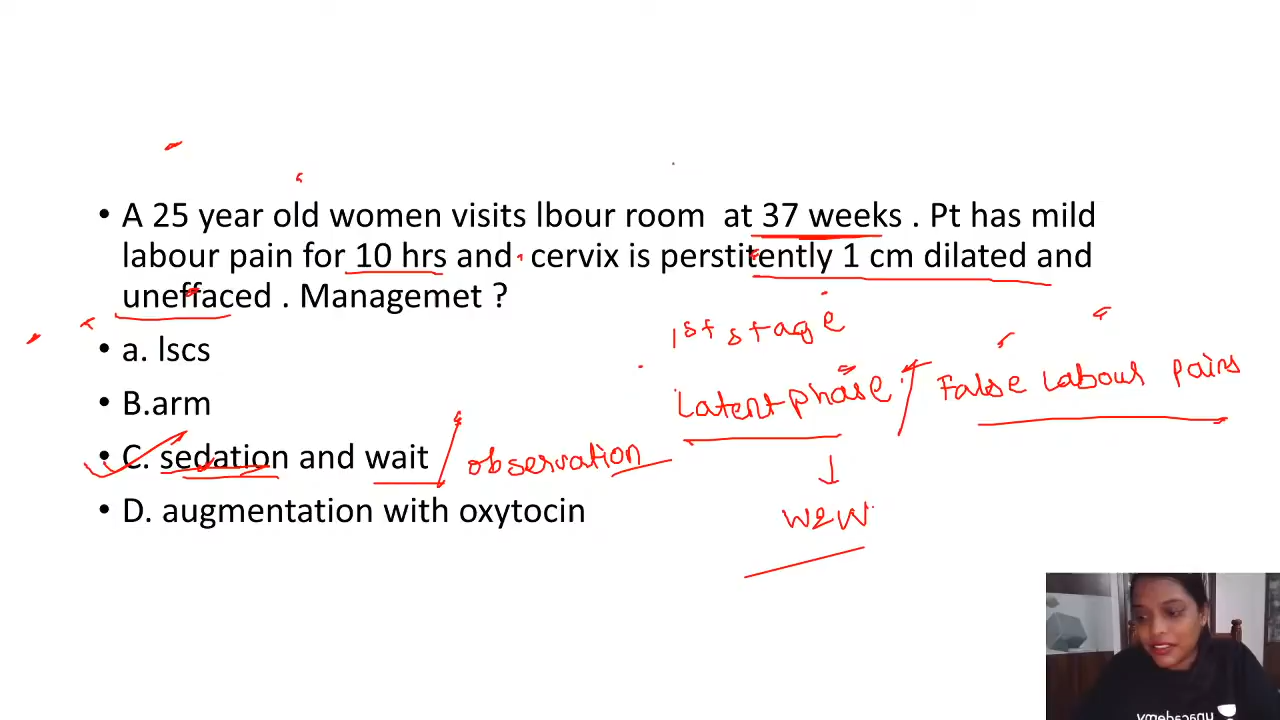 • A 25 year old women visits lbour room at 37 weeks . Pt has mild
labour pain for 10 hrs and cervix is perstitently 1 cm dilated and
uneffaced . Managemet ?
1st stage
• a. lscs
Latent phase / False Labour pains
• B.arm
• C. sedation and wait / observation
W&W
• D. augmentation with oxytocin
unacademy